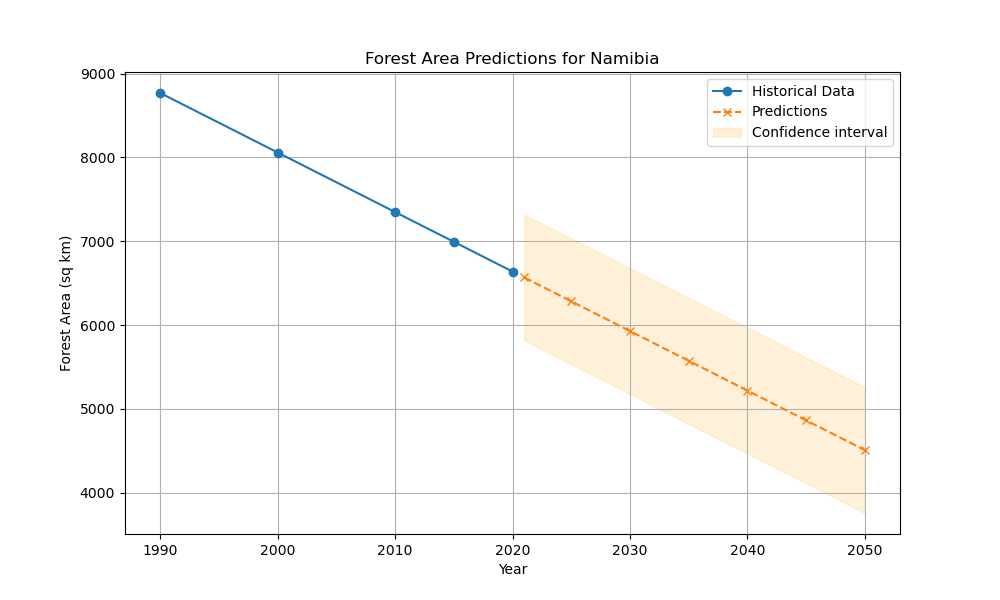 Forest Area Predictions for Namibia
Historical Data
Predictions
Confidence interval
Forest Area (sq km)
9000
8000
7000
6000
5000
4000
1990
2000
2010
2020
2030
2040
2050
Year